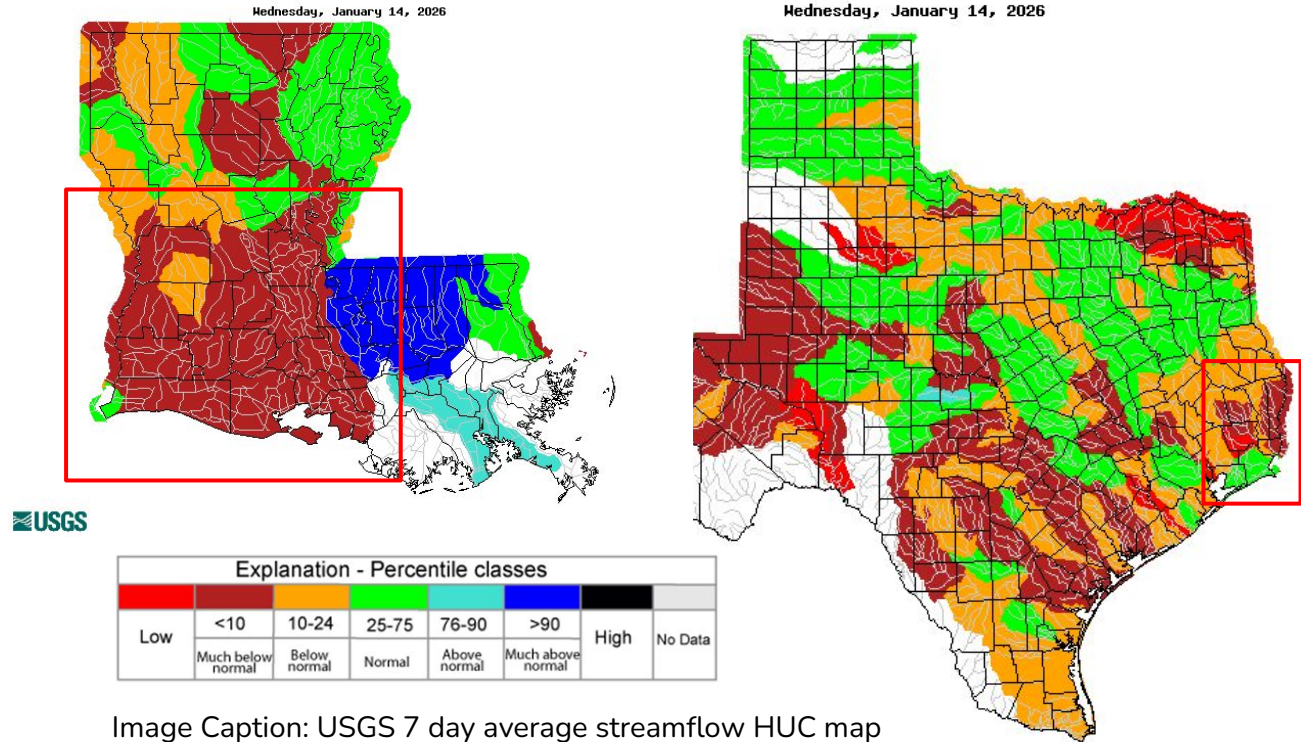 Wednesday, January 14, 2026
Wednesday, January 14, 2026
USGS
Explanation - Percentile classes
Low
<10
10-24
25-75
76-90
>90
High
No Data
Much below
normal
Below
normal
Normal
Above
normal
Much above
normal
Image Caption: USGS 7 day average streamflow HUC map